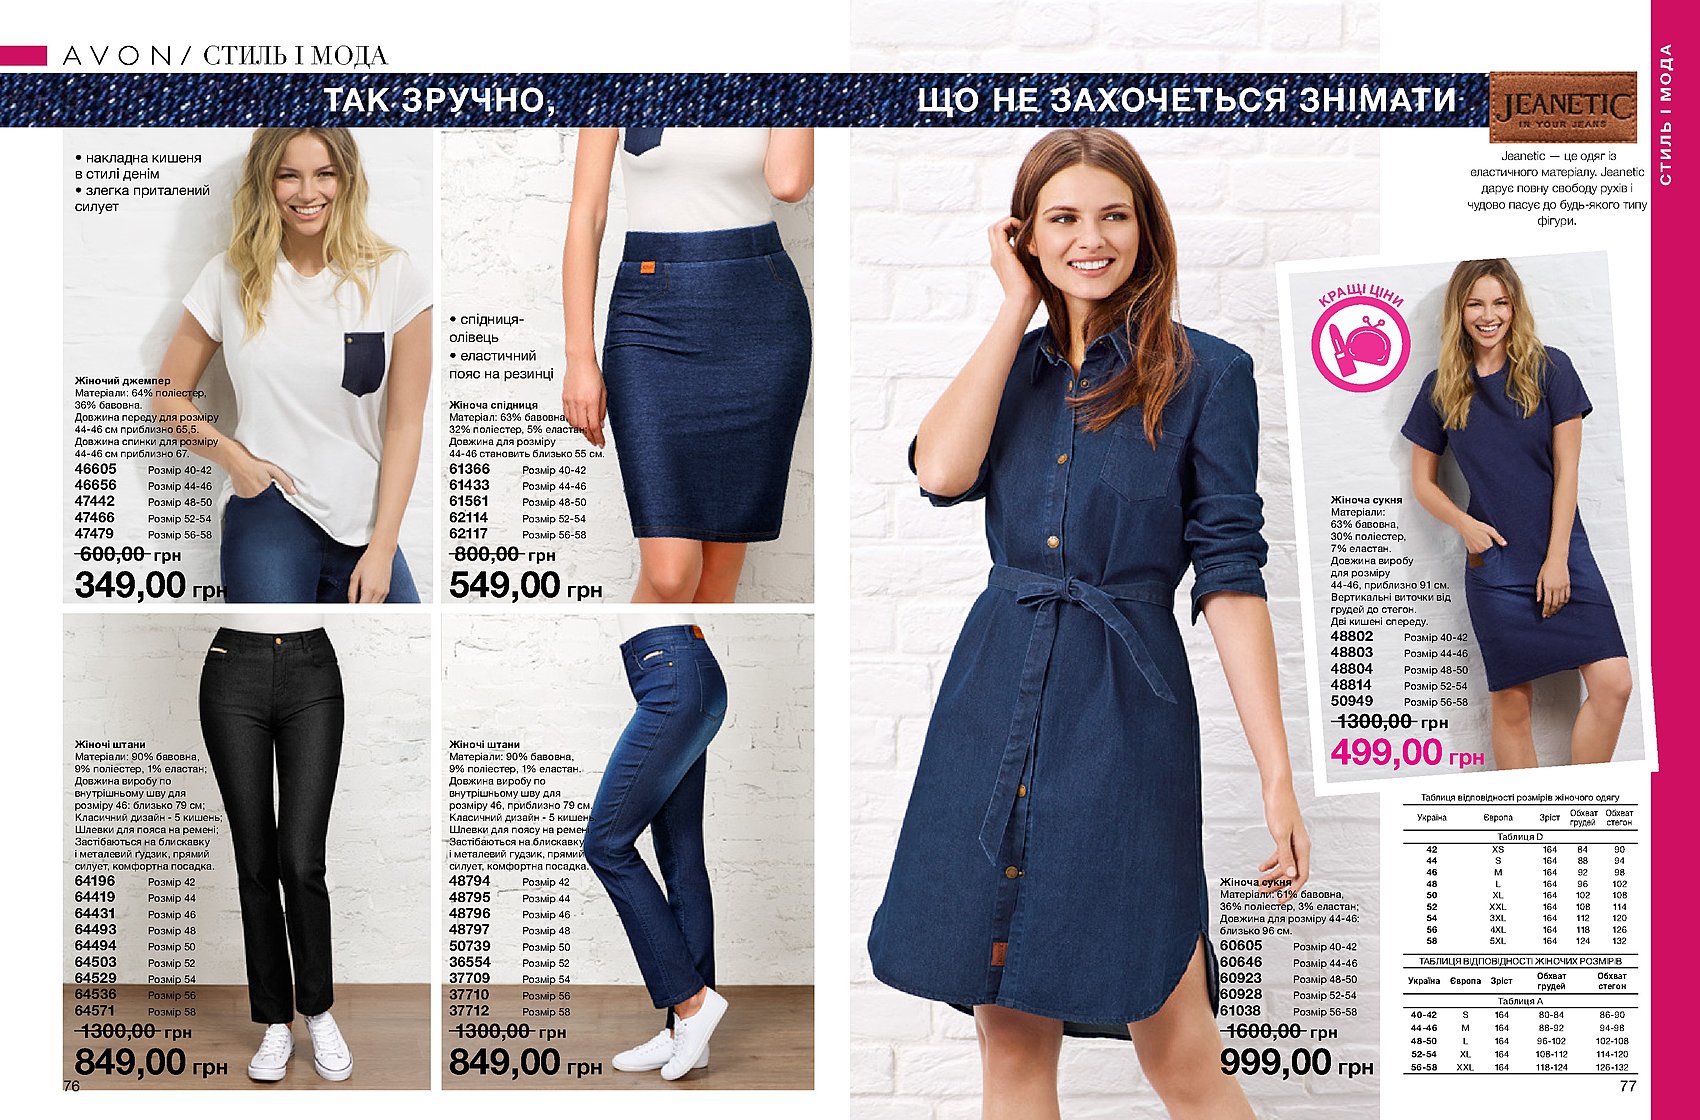 AVON/ СТИЛЬ І МОДА
ТАК ЗРУЧНО,
ЩО НЕ ЗАХОЧЕТЬСЯ ЗНІМАТИ
JEANETIC
IN YOUR JEANS
СТИЛЬ І МОДА
• накладна кишеня
в стилі денім
• злегка приталений
силует
Жіночий джемпер
Матеріали: 64% поліестер,
36% бавовна.
Довжина переду для розміру
44-46 см приблизно 65,5.
Довжина спинки для розміру
44-46 см приблизно 67.
46605 Розмір 40-42
46656 Розмір 44-46
47442 Розмір 48-50
47466 Розмір 52-54
47479 Розмір 56-58
600,00 грн
349,00 грн
• спідниця-
олівець
• еластичний
пояс на резинці
Жіноча спідниця
Матеріал: 63% бавовна,
32% поліестер, 5% еластан;
Довжина для розміру
44-46 становить близько 55 см.
61366 Розмір 40-42
61433 Розмір 44-46
61561 Розмір 48-50
62114 Розмір 52-54
62117 Розмір 56-58
800,00 грн
549,00 грн
Жіночі штани
Матеріали: 90% бавовна,
9% поліестер, 1% еластан;
Довжина виробу по
внутрішньому шву для
розміру 46: близько 79 см;
Класичний дизайн - 5 кишень;
Шлевки для пояса на ремені;
Застібаються на блискавку
і металевий ґудзик, прямий
силует, комфортна посадка.
64196 Розмір 42
64419 Розмір 44
64431 Розмір 46
64493 Розмір 48
64494 Розмір 50
64503 Розмір 52
64529 Розмір 54
64536 Розмір 56
64571 Розмір 58
1300,00 грн
849,00 грн
76
Жіночі штани
Матеріали: 90% бавовна,
9% поліестер, 1% еластан.
Довжина виробу по
внутрішньому шву для
розміру 46, приблизно 79 см.
Класичний дизайн - 5 кишень
Шлевки для поясу на ремені
Застібаються на блискавку
і металевий гудзик, прямий
силует, комфортна посадка.
48794 Розмір 42
48795 Розмір 44
48796 Розмір 46
48797 Розмір 48
50739 Розмір 50
36554 Розмір 52
37709 Розмір 54
37710 Розмір 56
37712 Розмір 58
1300,00 грн
849,00 грн
Jeanetic — це одяг із
еластичного матеріалу. Jeanetic
дарує повну свободу рухів і
чудово пасує до будь-якого типу
фігури.
КРАЩІ ЦІНИ
Жіноча сукня
Матеріали:
63% бавовна,
30% поліестер,
7% еластан.
Довжина виробу
для розміру
44-46, приблизно 91 см.
Вертикальні виточки від
грудей до стегон.
Дві кишені спереду.
48802 Розмір 40-42
48803 Розмір 44-46
48804 Розмір 48-50
48814 Розмір 52-54
50949 Розмір 56-58
1300,00 грн
499,00 грн
Жіноча сукня
Матеріали: 61% бавовна,
36% поліестер, 3% еластан;
Довжина для розміру 44-46:
близько 96 см.
60605 Розмір 40-42
60646 Розмір 44-46
60923 Розмір 48-50
60928 Розмір 52-54
61038 Розмір 56-58
1600,00 грн
999,00 грн
Таблиця відповідності розмірів жіночого одягу
Україна Європа Зріст Обхват грудей Обхват стегон
Таблиця D
42 XS 164 84 90
44 S 164 88 94
46 M 164 92 98
48 L 164 96 102
50 XL 164 102 108
52 XXL 164 108 114
54 3XL 164 112 120
56 4XL 164 118 126
58 5XL 164 124 132
ТАБЛИЦЯ ВІДПОВІДНОСТІ ЖІНОЧИХ РОЗМІРІВ
Україна Європа Зріст Обхват грудей Обхват стегон
Таблиця A
40-42 S 164 80-84 86-90
44-46 M 164 88-92 94-98
48-50 L 164 96-102 102-108
52-54 XL 164 108-112 114-120
56-58 XXL 164 118-124 126-132
77